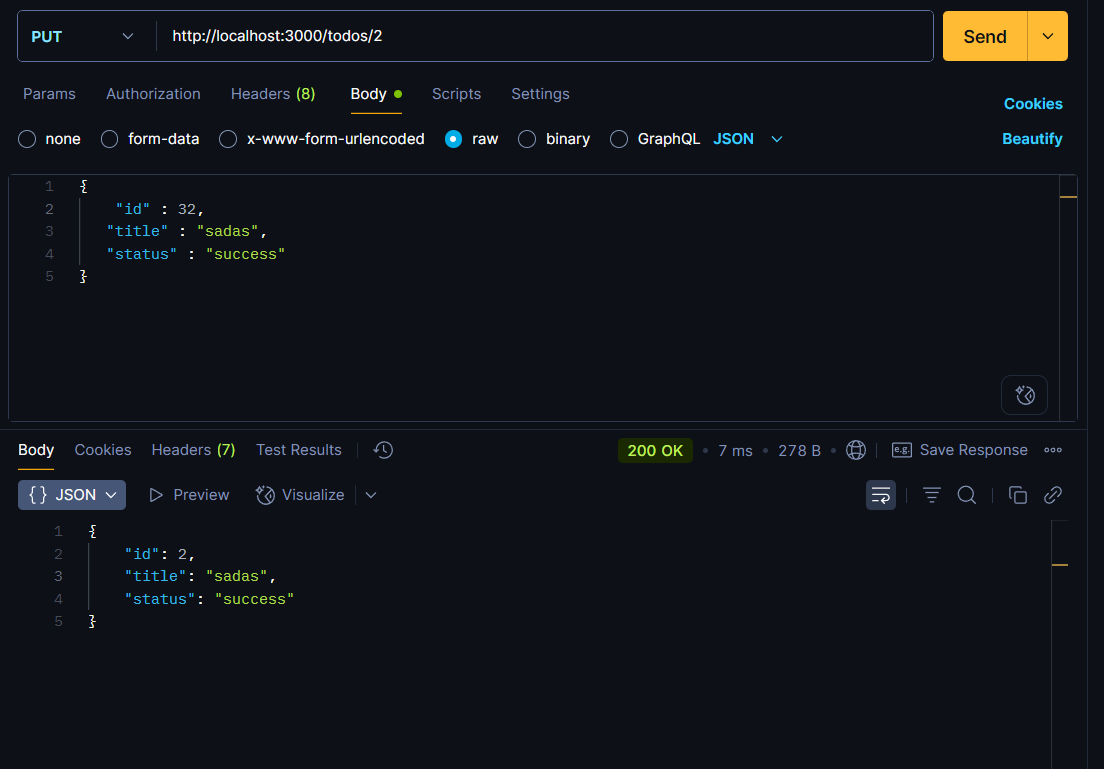 PUT http://localhost:3000/todos/2 Send
Params Authorization Headers (8) Body Scripts Settings Cookies
none form-data x-www-form-urlencoded raw binary GraphQL JSON Beautify
1 {
2 "id" : 32,
3 "title" : "sadas",
4 "status" : "success"
5 }
Body Cookies Headers (7) Test Results 200 OK • 7 ms • 278 B • e.g. Save Response
{} JSON Preview Visualize
1 {
2 "id": 2,
3 "title": "sadas",
4 "status": "success"
5 }